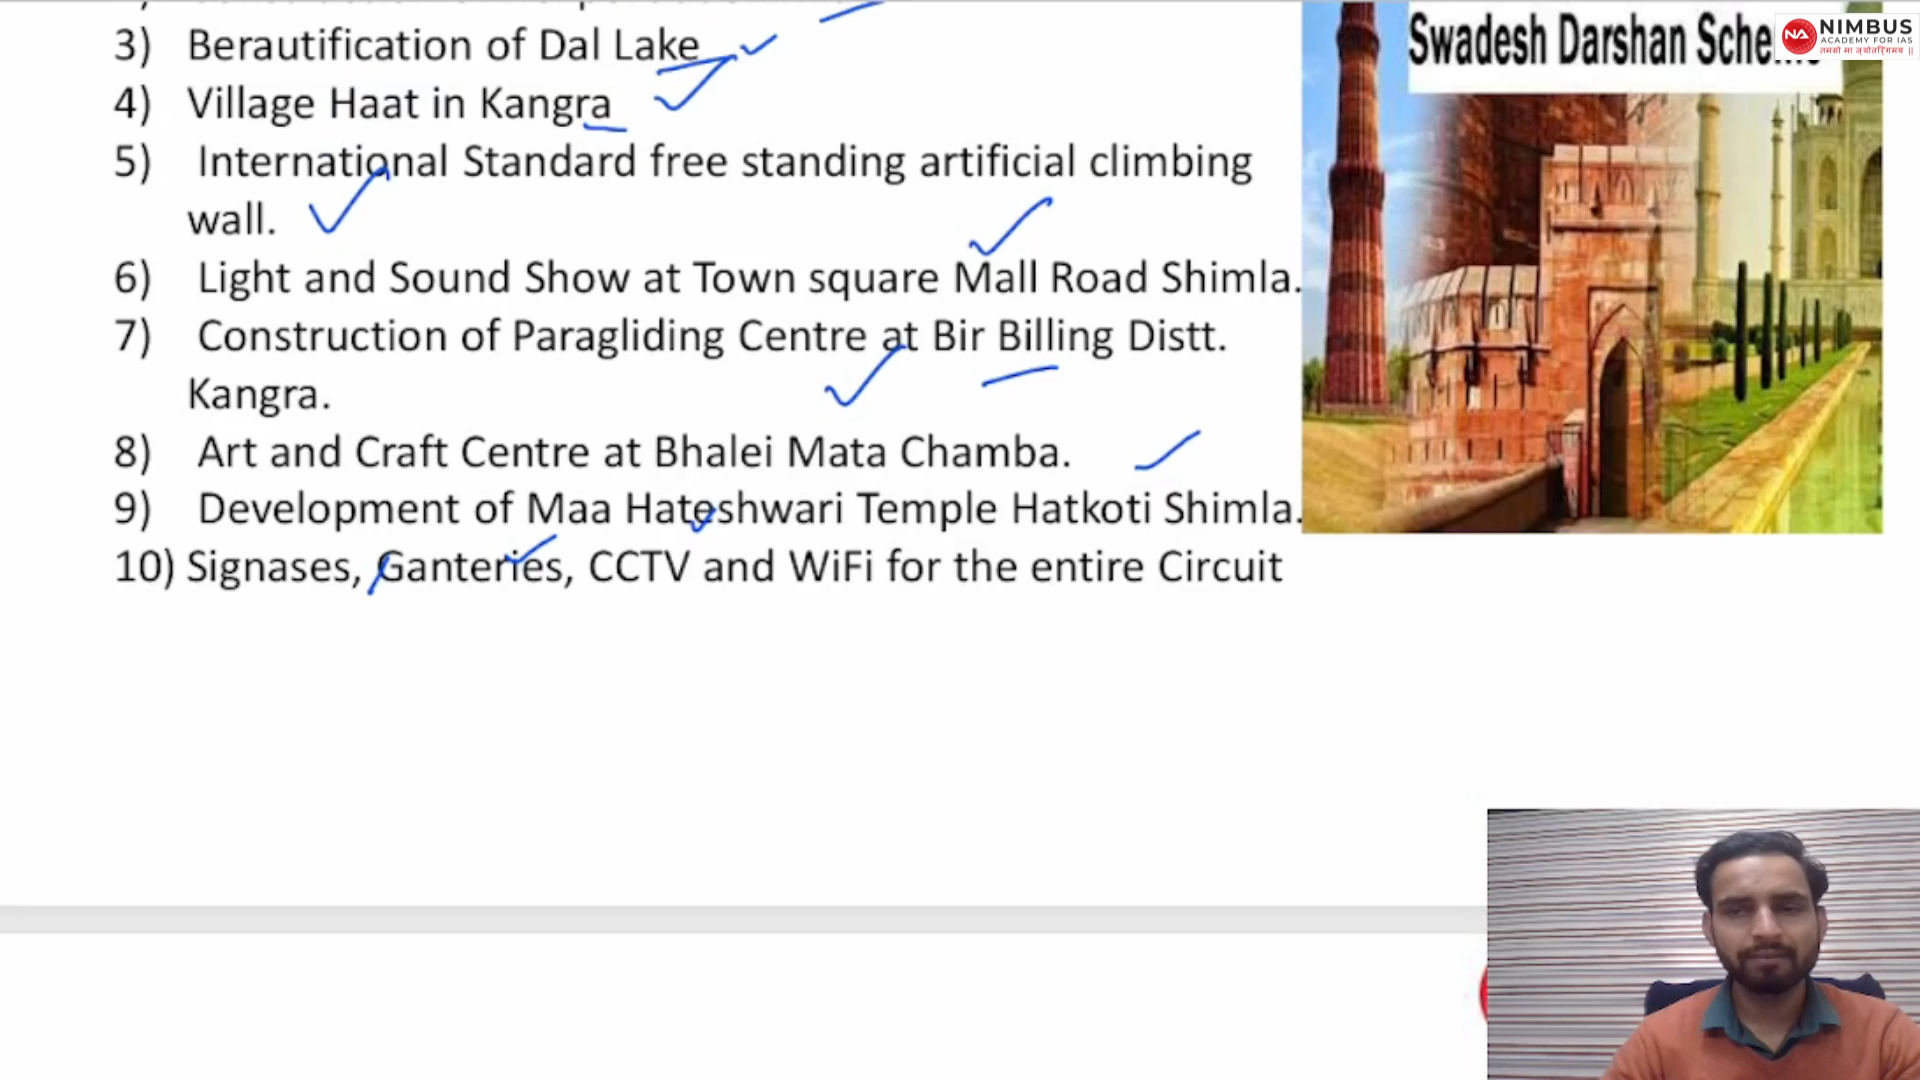 3) Berautification of Dal Lake
4) Village Haat in Kangra
5) International Standard free standing artificial climbing
wall.
6) Light and Sound Show at Town square Mall Road Shimla.
7) Construction of Paragliding Centre at Bir Billing Distt.
Kangra.
8) Art and Craft Centre at Bhalei Mata Chamba.
9) Development of Maa Hateshwari Temple Hatkoti Shimla.
10) Signases, Ganteries, CCTV and WiFi for the entire Circuit
Swadesh Darshan
NA
NIMBUS
ACADEMY FOR IAS
तमसो मा ज्योतिर्गमय ||